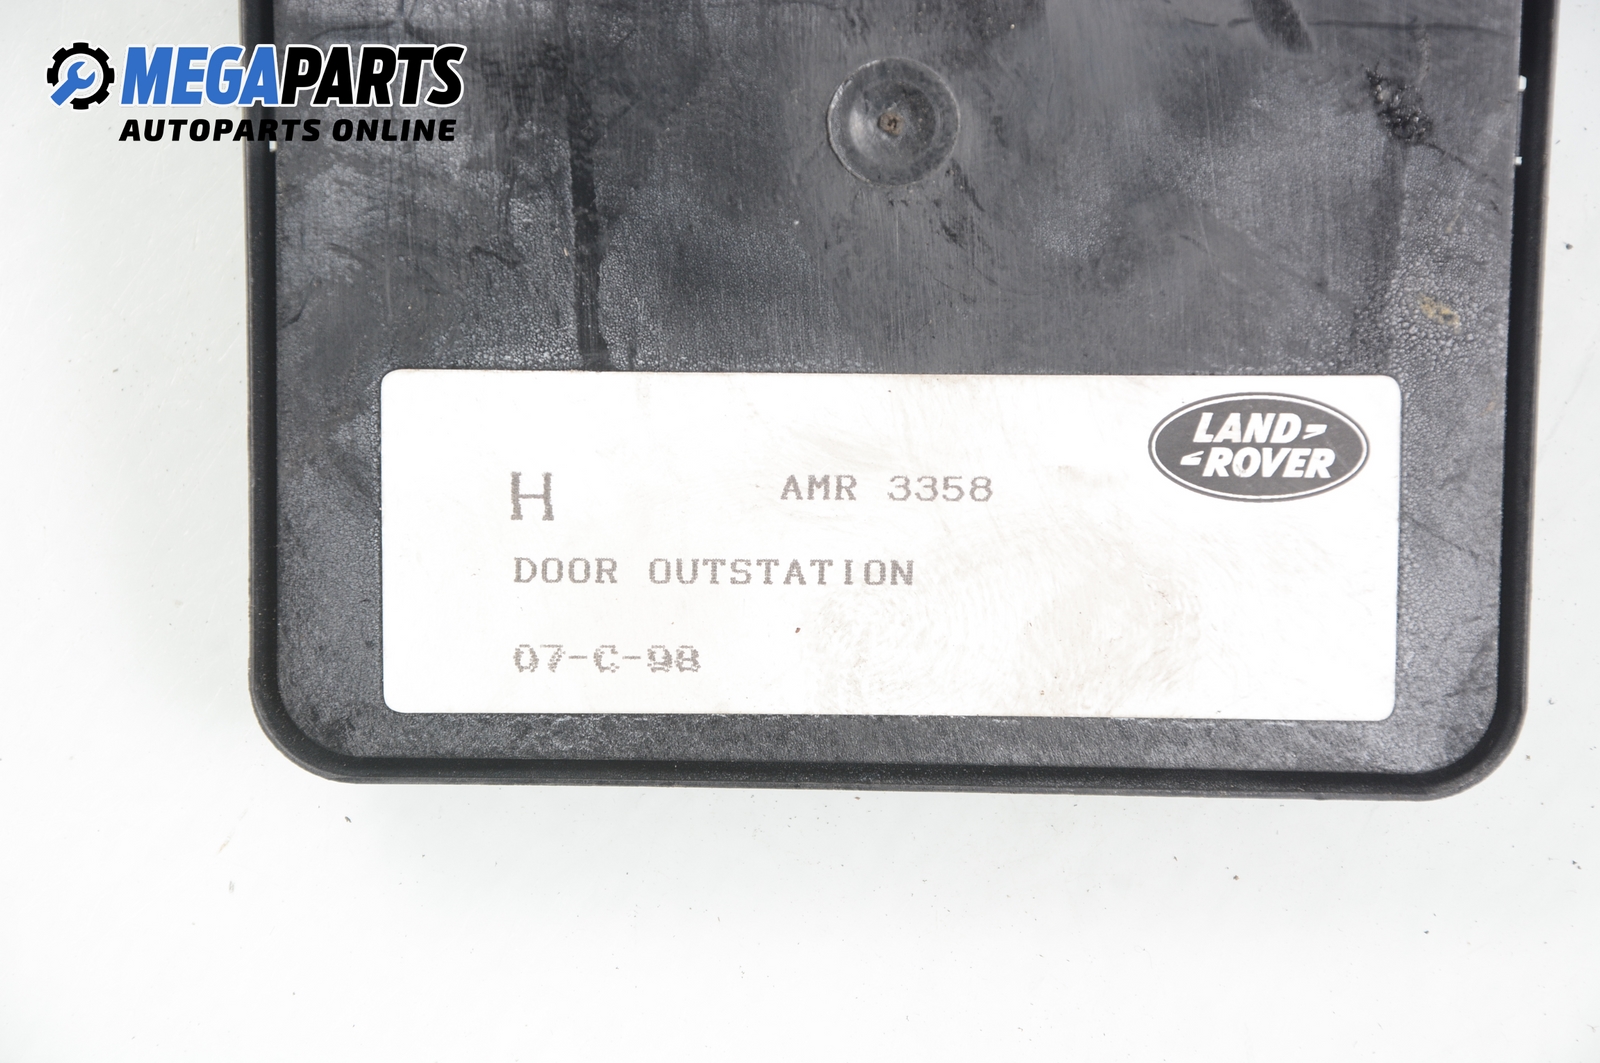 MEGAPARTS
AUTOPARTS ONLINE
LAND
ROVER
H AMR 3358
DOOR OUTSTATION
07-C-98